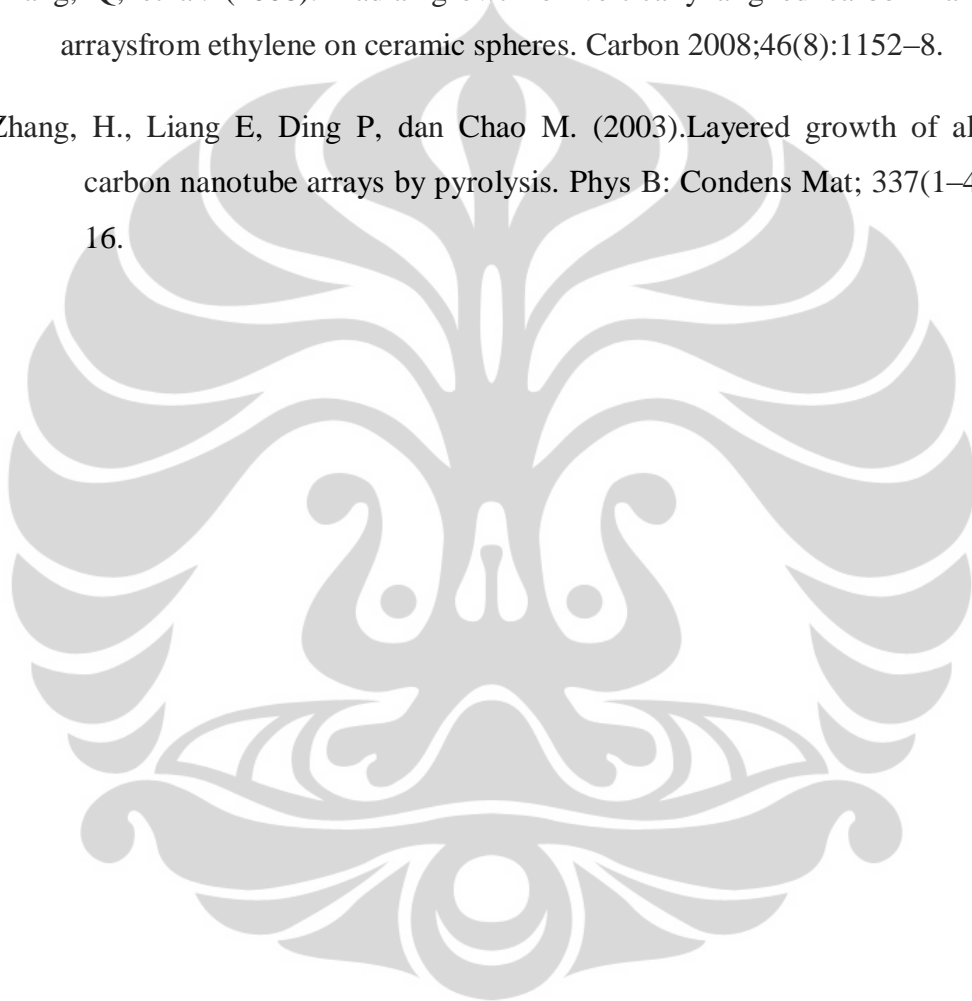 arraysfrom ethylene on ceramic spheres. Carbon 2008;46(8):1152–8.
Zhang, H., Liang E, Ding P, dan Chao M. (2003).Layered growth of al
carbon nanotube arrays by pyrolysis. Phys B: Condens Mat; 337(1–4
16.